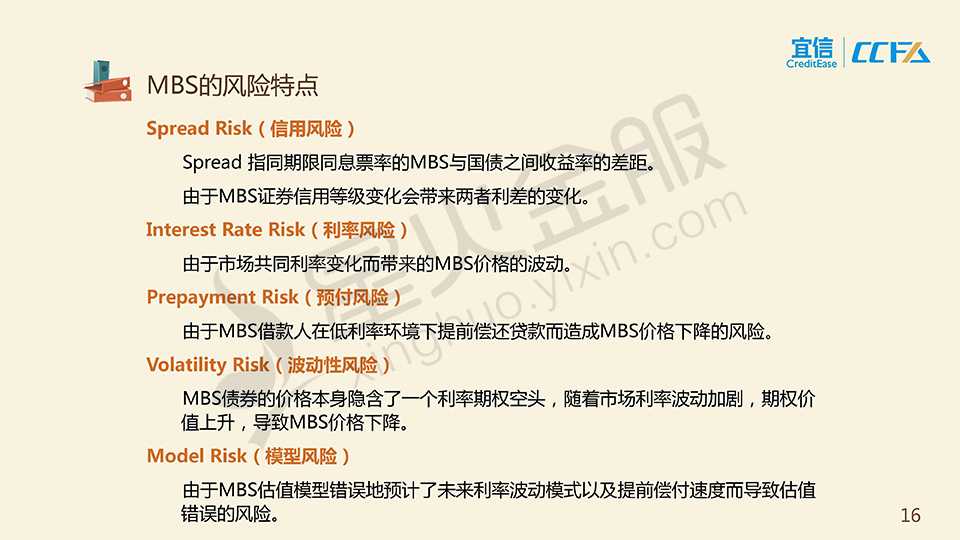 宜信
CreditEase
CCFA
MBS的风险特点
Spread Risk（信用风险）
Spread 指同期限同息票率的MBS与国债之间收益率的差距。
由于MBS证券信用等级变化会带来两者利差的变化。
Interest Rate Risk（利率风险）
由于市场共同利率变化而带来的MBS价格的波动。
Prepayment Risk（预付风险）
由于MBS借款人在低利率环境下提前偿还贷款而造成MBS价格下降的风险。
Volatility Risk（波动性风险）
MBS债券的价格本身隐含了一个利率期权空头，随着市场利率波动加剧，期权价
值上升，导致MBS价格下降。
Model Risk（模型风险）
由于MBS估值模型错误地预计了未来利率波动模式以及提前偿付速度而导致估值
错误的风险。
16
星火金服
xinghuo.yixin.com